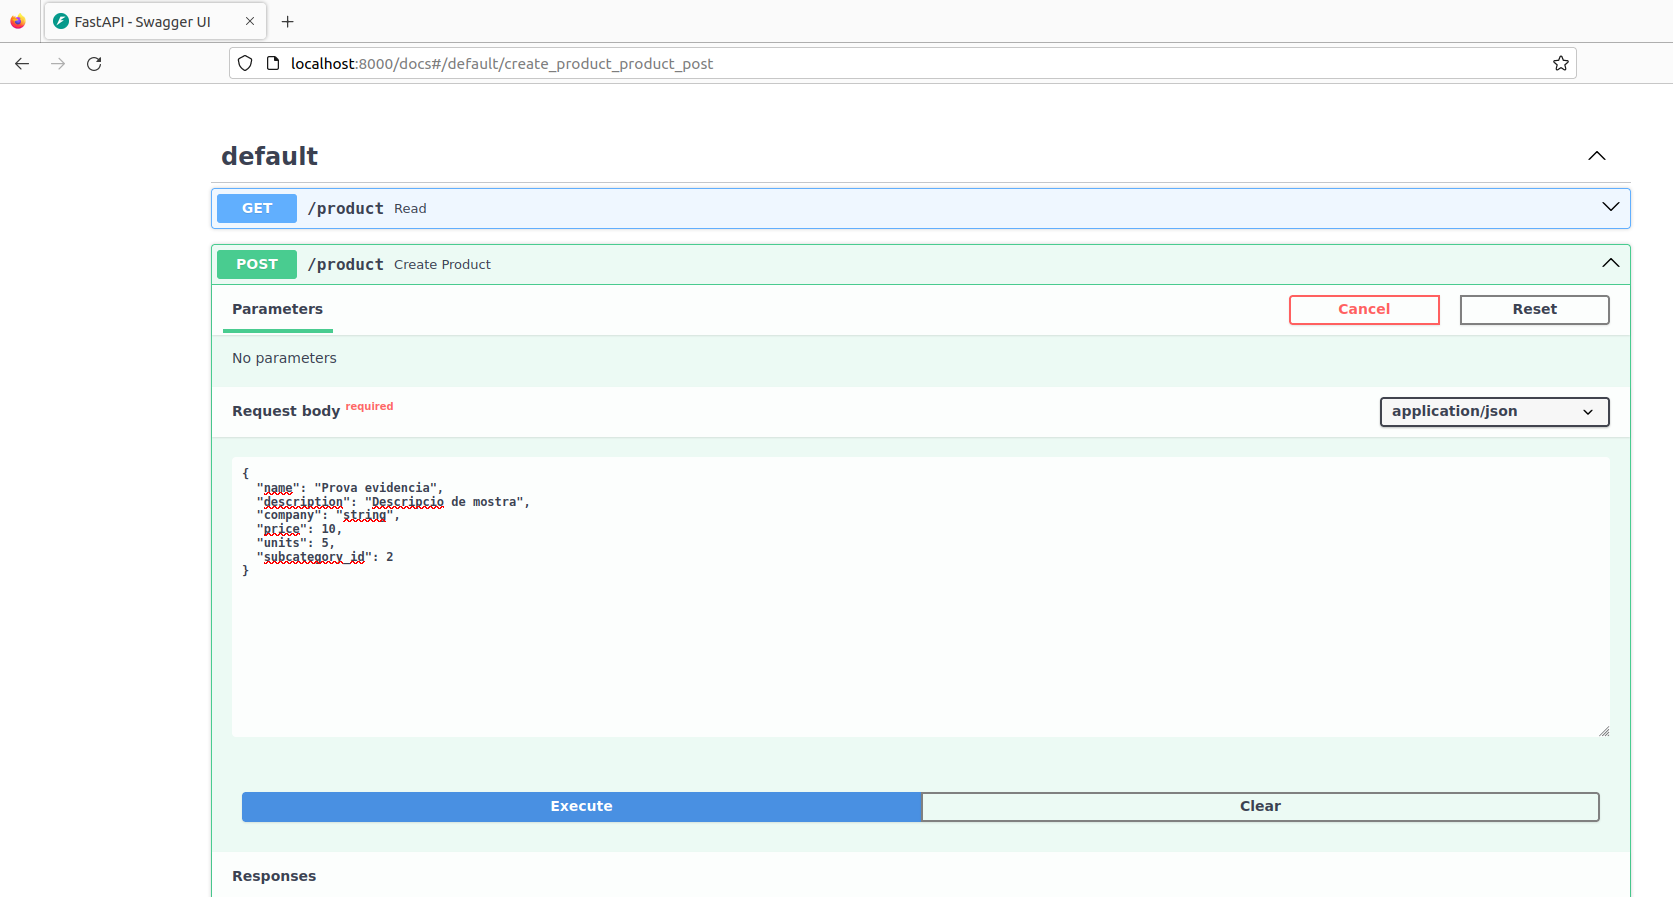 FastAPI - Swagger UI
localhost:8000/docs#/default/create_product_product_post
default
GET /product Read
POST /product Create Product
Parameters Cancel Reset
No parameters
Request body required application/json
{
"name": "Prova evidencia",
"description": "Descripcio de mostra",
"company": "string",
"price": 10,
"units": 5,
"subcategory_id": 2
}
Execute Clear
Responses